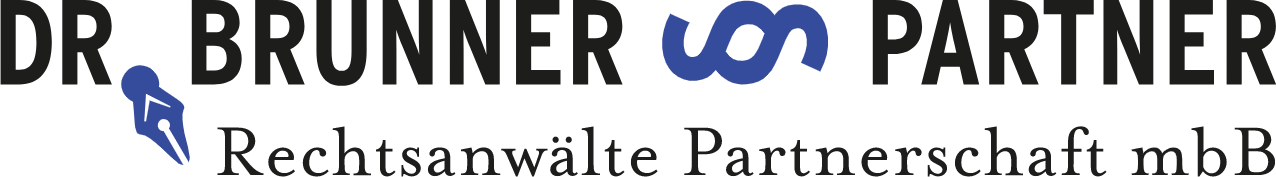 DR. BRUNNER § PARTNER
Rechtsanwälte Partnerschaft mbB